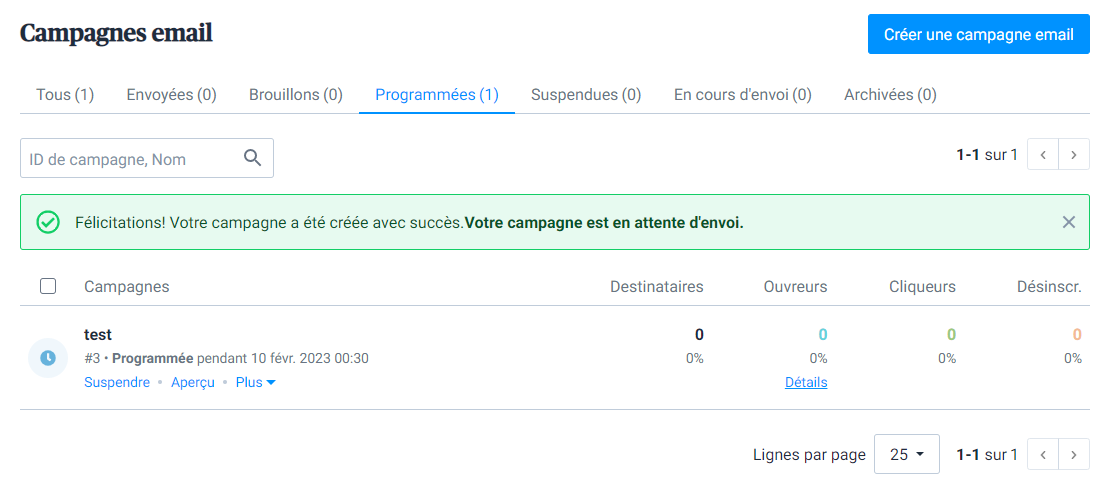 Campagnes email
Créer une campagne email
Tous (1) Envoyées (0) Brouillons (0) Programmées (1) Suspendues (0) En cours d'envoi (0) Archivées (0)
ID de campagne, Nom
1-1 sur 1
Félicitations! Votre campagne a été créée avec succès.Votre campagne est en attente d'envoi.
Campagnes Destinataires Ouvreurs Cliqueurs Désinscr.
test 0 0 0 0
#3 • Programmée pendant 10 févr. 2023 00:30 0% 0% 0% 0%
Suspendre • Aperçu • Plus Détails
Lignes par page 25 1-1 sur 1